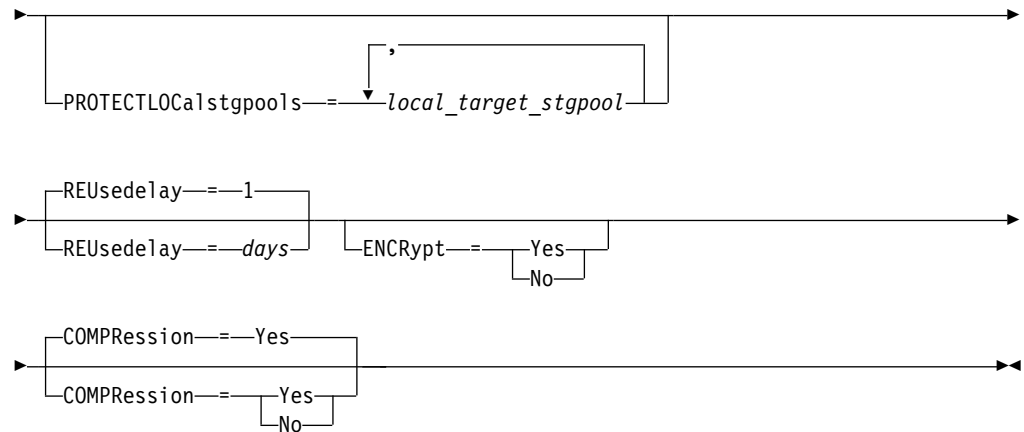 ,
PROTECTLOCalstgpools = local_target_stgpool
REUsedelay = 1
REUsedelay = days
ENCRypt = Yes
No
COMPRession = Yes
COMPRession = Yes
No